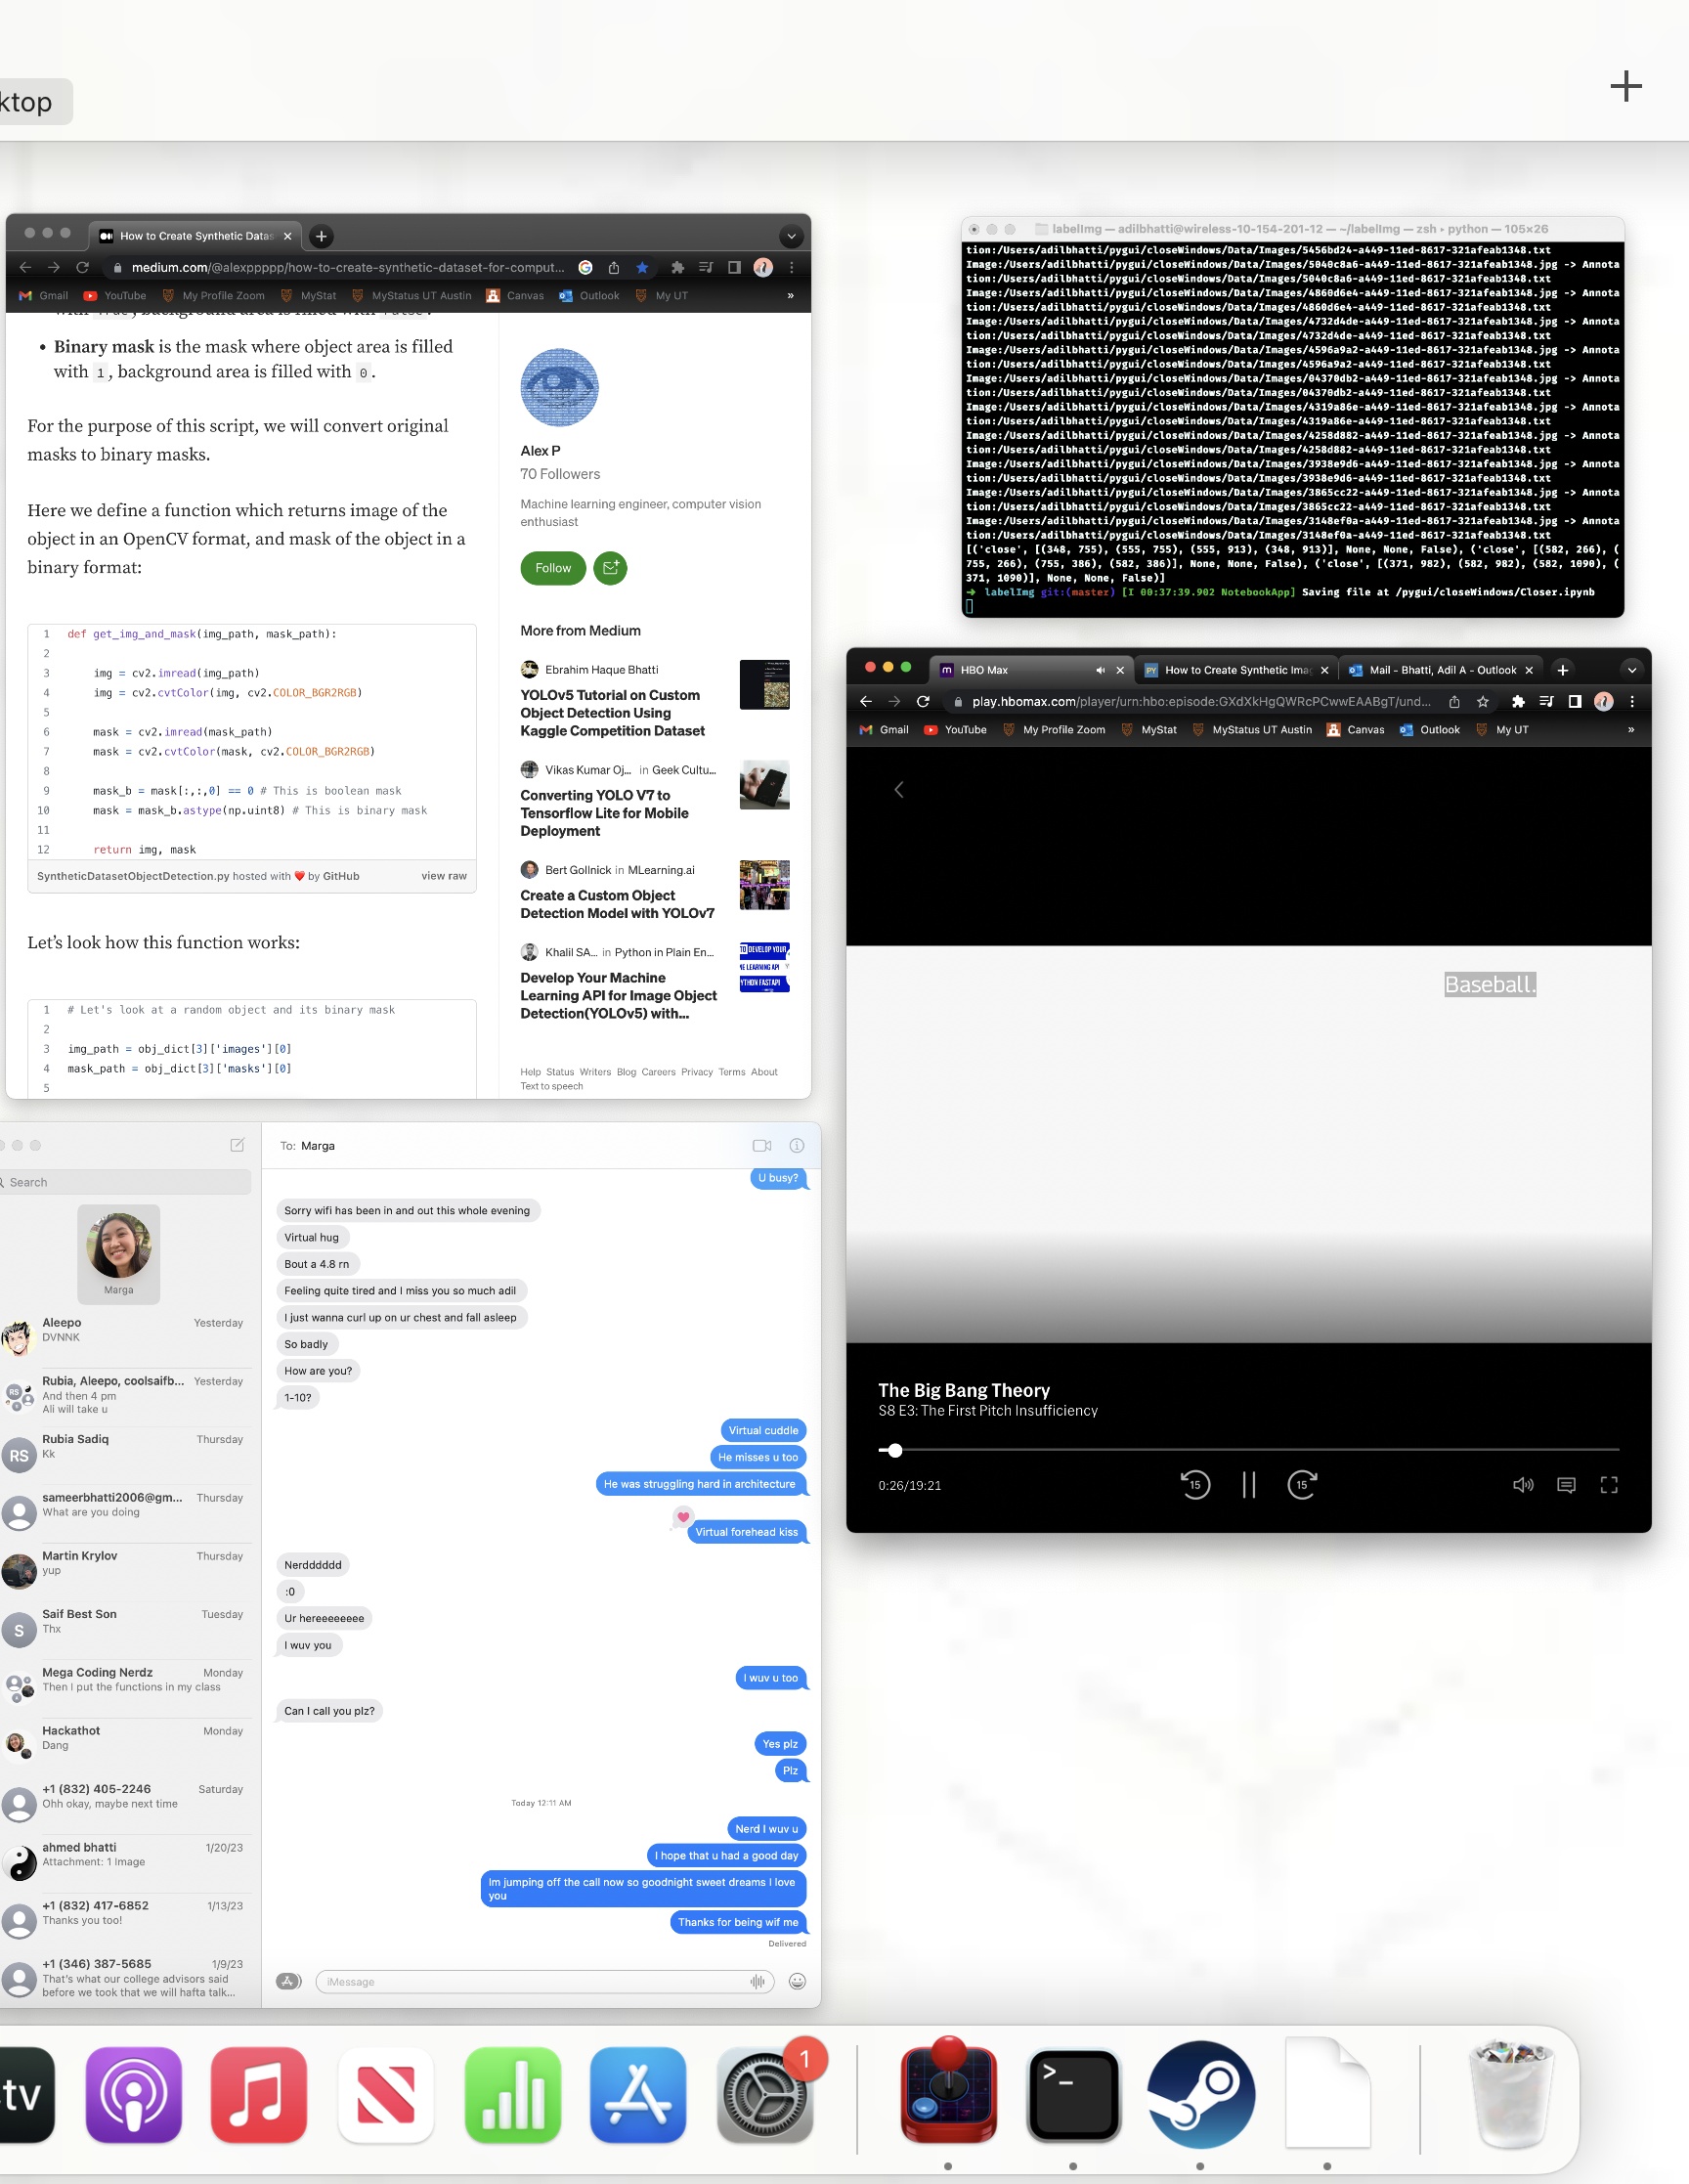 ktop
How to Create Synthetic Datas
medium.com/@alexppppp/how-to-create-synthetic-dataset-for-comput...
Gmail YouTube My Profile Zoom MyStat MyStatus UT Austin Canvas Outlook My UT »
• Binary mask is the mask where object area is filled
with 1, background area is filled with 0.
For the purpose of this script, we will convert original
masks to binary masks.
Here we define a function which returns image of the
object in an OpenCV format, and mask of the object in a
binary format:
1 def get_img_and_mask(img_path, mask_path):
2
3 img = cv2.imread(img_path)
4 img = cv2.cvtColor(img, cv2.COLOR_BGR2RGB)
5
6 mask = cv2.imread(mask_path)
7 mask = cv2.cvtColor(mask, cv2.COLOR_BGR2RGB)
8
9 mask_b = mask[:,:,0] == 0 # This is boolean mask
10 mask = mask_b.astype(np.uint8) # This is binary mask
11
12 return img, mask
SyntheticDatasetObjectDetection.py hosted with ❤ by GitHub view raw
Let's look how this function works:
1 # Let's look at a random object and its binary mask
2
3 img_path = obj_dict[3]['images'][0]
4 mask_path = obj_dict[3]['masks'][0]
5
Alex P
70 Followers
Machine learning engineer, computer vision
enthusiast
Follow
More from Medium
Ebrahim Haque Bhatti
YOLOv5 Tutorial on Custom
Object Detection Using
Kaggle Competition Dataset
Vikas Kumar Oj... in Geek Cultu...
Converting YOLO V7 to
Tensorflow Lite for Mobile
Deployment
Bert Gollnick in MLearning.ai
Create a Custom Object
Detection Model with YOLOv7
Khalil SA... in Python in Plain En...
Develop Your Machine
Learning API for Image Object
Detection(YOLOv5) with...
Help Status Writers Blog Careers Privacy Terms About
Text to speech
labelImg — adilbhatti@wireless-10-154-201-12 — ~/labelImg — zsh ▸ python — 105×26
tion:/Users/adilbhatti/pygui/closeWindows/Data/Images/5456bd24-a449-11ed-8617-321afeab1348.txt
Image:/Users/adilbhatti/pygui/closeWindows/Data/Images/5040c8a6-a449-11ed-8617-321afeab1348.jpg -> Annota
tion:/Users/adilbhatti/pygui/closeWindows/Data/Images/5040c8a6-a449-11ed-8617-321afeab1348.txt
Image:/Users/adilbhatti/pygui/closeWindows/Data/Images/4860d6e4-a449-11ed-8617-321afeab1348.jpg -> Annota
tion:/Users/adilbhatti/pygui/closeWindows/Data/Images/4860d6e4-a449-11ed-8617-321afeab1348.txt
Image:/Users/adilbhatti/pygui/closeWindows/Data/Images/4732d4de-a449-11ed-8617-321afeab1348.jpg -> Annota
tion:/Users/adilbhatti/pygui/closeWindows/Data/Images/4732d4de-a449-11ed-8617-321afeab1348.txt
Image:/Users/adilbhatti/pygui/closeWindows/Data/Images/4596a9a2-a449-11ed-8617-321afeab1348.jpg -> Annota
tion:/Users/adilbhatti/pygui/closeWindows/Data/Images/4596a9a2-a449-11ed-8617-321afeab1348.txt
Image:/Users/adilbhatti/pygui/closeWindows/Data/Images/04370db2-a449-11ed-8617-321afeab1348.jpg -> Annota
tion:/Users/adilbhatti/pygui/closeWindows/Data/Images/04370db2-a449-11ed-8617-321afeab1348.txt
Image:/Users/adilbhatti/pygui/closeWindows/Data/Images/4319a86e-a449-11ed-8617-321afeab1348.jpg -> Annota
tion:/Users/adilbhatti/pygui/closeWindows/Data/Images/4319a86e-a449-11ed-8617-321afeab1348.txt
Image:/Users/adilbhatti/pygui/closeWindows/Data/Images/4258d882-a449-11ed-8617-321afeab1348.jpg -> Annota
tion:/Users/adilbhatti/pygui/closeWindows/Data/Images/4258d882-a449-11ed-8617-321afeab1348.txt
Image:/Users/adilbhatti/pygui/closeWindows/Data/Images/3938e9d6-a449-11ed-8617-321afeab1348.jpg -> Annota
tion:/Users/adilbhatti/pygui/closeWindows/Data/Images/3938e9d6-a449-11ed-8617-321afeab1348.txt
Image:/Users/adilbhatti/pygui/closeWindows/Data/Images/3865cc22-a449-11ed-8617-321afeab1348.jpg -> Annota
tion:/Users/adilbhatti/pygui/closeWindows/Data/Images/3865cc22-a449-11ed-8617-321afeab1348.txt
Image:/Users/adilbhatti/pygui/closeWindows/Data/Images/3148ef0a-a449-11ed-8617-321afeab1348.jpg -> Annota
tion:/Users/adilbhatti/pygui/closeWindows/Data/Images/3148ef0a-a449-11ed-8617-321afeab1348.txt
[('close', [(348, 755), (555, 755), (555, 913), (348, 913)], None, None, False), ('close', [(582, 266), (
755, 266), (755, 386), (582, 386)], None, None, False), ('close', [(371, 982), (582, 982), (582, 1090), (
371, 1090)], None, None, False)]
➜ labelImg git:(master) [I 00:37:39.902 NotebookApp] Saving file at /pygui/closeWindows/Closer.ipynb
HBO Max How to Create Synthetic Imag Mail - Bhatti, Adil A - Outlook
play.hbomax.com/player/urn:hbo:episode:GXdXkHgQWRcPCwwEAABgT/und...
Gmail YouTube My Profile Zoom MyStat MyStatus UT Austin Canvas Outlook My UT »
Baseball.
The Big Bang Theory
S8 E3: The First Pitch Insufficiency
0:26/19:21
15 15
Search
Marga
Aleepo Yesterday
DVNNK
Rubia, Aleepo, coolsaifb... Yesterday
And then 4 pm
Ali will take u
RS
Rubia Sadiq Thursday
Kk
RS
sameerbhatti2006@gm... Thursday
What are you doing
Martin Krylov Thursday
yup
Saif Best Son Tuesday
Thx
S
Mega Coding Nerdz Monday
Then I put the functions in my class
Hackathot Monday
Dang
+1 (832) 405-2246 Saturday
Ohh okay, maybe next time
ahmed bhatti 1/20/23
Attachment: 1 Image
+1 (832) 417-6852 1/13/23
Thanks you too!
+1 (346) 387-5685 1/9/23
That's what our college advisors said
before we took that we will hafta talk...
To: Marga
U busy?
Sorry wifi has been in and out this whole evening
Virtual hug
Bout a 4.8 rn
Feeling quite tired and I miss you so much adil
I just wanna curl up on ur chest and fall asleep
So badly
How are you?
1-10?
Virtual cuddle
He misses u too
He was struggling hard in architecture
Virtual forehead kiss
Nerdddddd
:0
Ur hereeeeeeee
I wuv you
I wuv u too
Can I call you plz?
Yes plz
Plz
Today 12:11 AM
Nerd I wuv u
I hope that u had a good day
Im jumping off the call now so goodnight sweet dreams I love
you
Thanks for being wif me
Delivered
iMessage
tv
1
>_